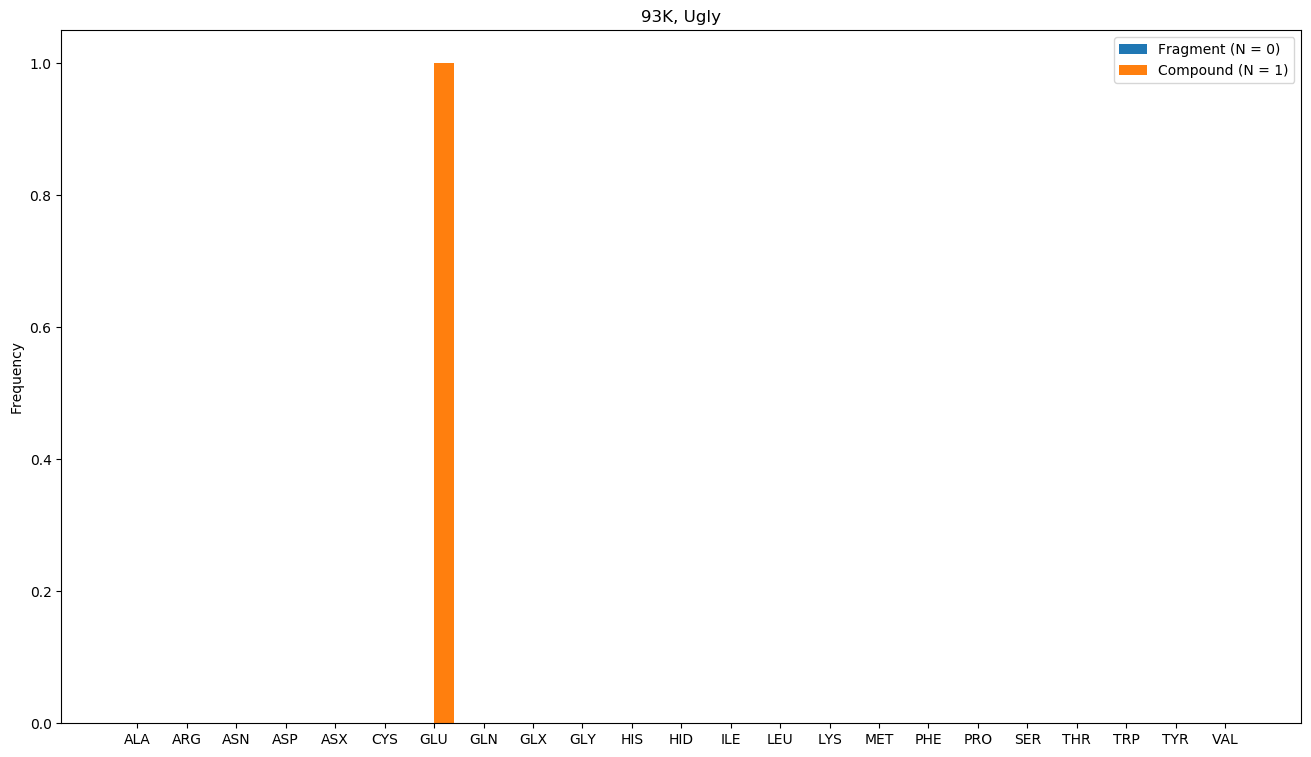 93K, Ugly
Fragment (N = 0)
Compound (N = 1)
Frequency
1.0
0.8
0.6
0.4
0.2
0.0
ALA ARG ASN ASP ASX CYS GLU GLN GLX GLY HIS HID ILE LEU LYS MET PHE PRO SER THR TRP TYR VAL